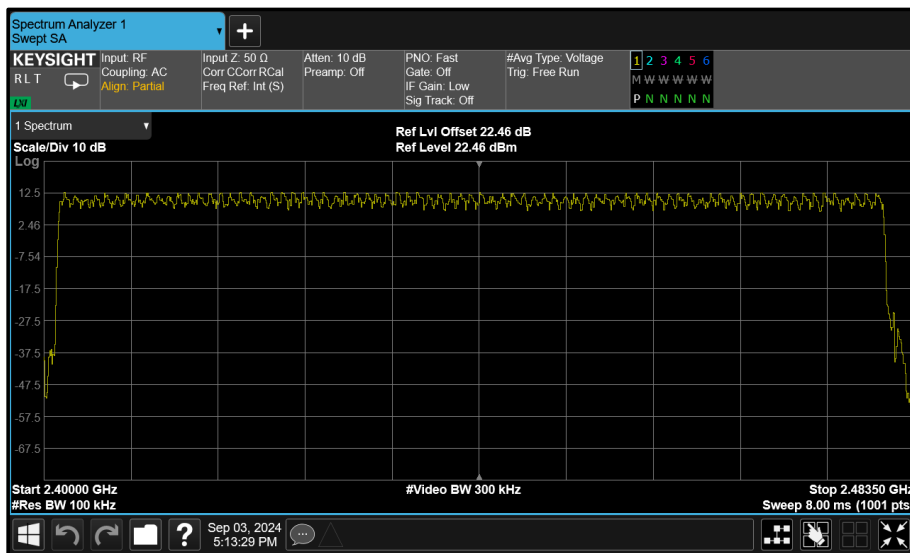 Spectrum Analyzer 1
Swept SA
+
KEYSIGHT
R L T
LXI
Input: RF
Coupling: AC
Align: Partial
Input Z: 50 Ω
Corr CCorr RCal
Freq Ref: Int (S)
Atten: 10 dB
Preamp: Off
PNO: Fast
Gate: Off
IF Gain: Low
Sig Track: Off
#Avg Type: Voltage
Trig: Free Run
1 2 3 4 5 6
M W W W W W
P N N N N N
1 Spectrum
Scale/Div 10 dB
Ref Lvl Offset 22.46 dB
Ref Level 22.46 dBm
Log
12.5
2.46
-7.54
-17.5
-27.5
-37.5
-47.5
-57.5
-67.5
Start 2.40000 GHz
#Res BW 100 kHz
#Video BW 300 kHz
Stop 2.48350 GHz
Sweep 8.00 ms (1001 pts
?
Sep 03, 2024
5:13:29 PM